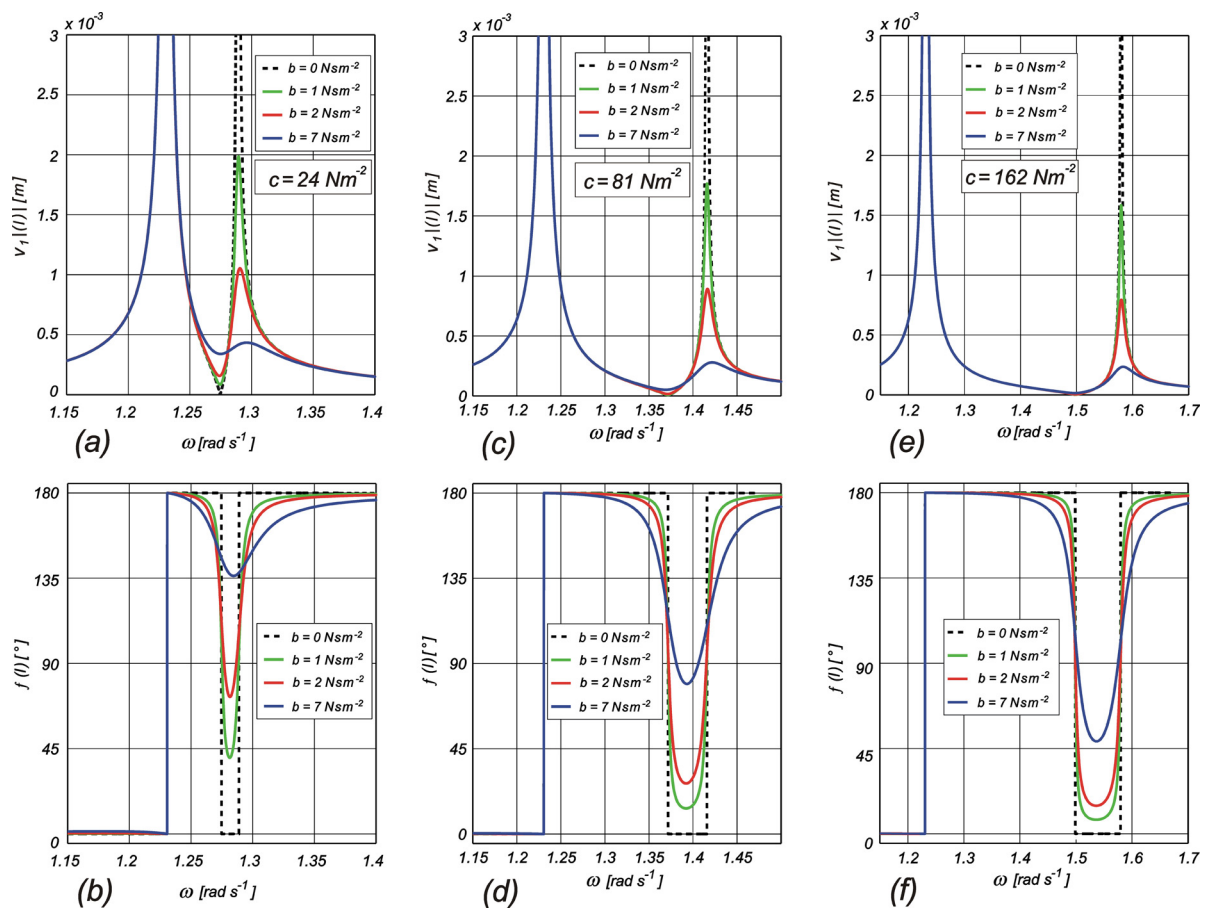 x 10⁻³
3.5
3
2.5
2
1.5
1
0.5
0
v₁|(l)| [m]
b = 0 Nsm⁻²
b = 1 Nsm⁻²
b = 2 Nsm⁻²
b = 7 Nsm⁻²
c = 24 Nm⁻²
1.15 1.2 1.25 1.3 1.35 1.4
(a)
ω [rad s⁻¹]
x 10⁻³
3.5
3
2.5
2
1.5
1
0.5
0
v₁|(l)| [m]
b = 0 Nsm⁻²
b = 1 Nsm⁻²
b = 2 Nsm⁻²
b = 7 Nsm⁻²
c = 81 Nm⁻²
1.15 1.2 1.25 1.3 1.35 1.4 1.45
(c)
ω [rad s⁻¹]
x 10⁻³
3.5
3
2.5
2
1.5
1
0.5
0
v₁|(l)| [m]
b = 0 Nsm⁻²
b = 1 Nsm⁻²
b = 2 Nsm⁻²
b = 7 Nsm⁻²
c = 162 Nm⁻²
1.2 1.3 1.4 1.5 1.6 1.7
(e)
ω [rad s⁻¹]
180
135
90
45
0
f (l) [°]
b = 0 Nsm⁻²
b = 1 Nsm⁻²
b = 2 Nsm⁻²
b = 7 Nsm⁻²
1.15 1.2 1.25 1.3 1.35 1.4
(b)
ω [rad s⁻¹]
180
135
90
45
0
f (l) [°]
b = 0 Nsm⁻²
b = 1 Nsm⁻²
b = 2 Nsm⁻²
b = 7 Nsm⁻²
1.15 1.2 1.25 1.3 1.35 1.4 1.45
(d)
ω [rad s⁻¹]
180
135
90
45
0
f (l) [°]
b = 0 Nsm⁻²
b = 1 Nsm⁻²
b = 2 Nsm⁻²
b = 7 Nsm⁻²
1.2 1.3 1.4 1.5 1.6 1.7
(f)
ω [rad s⁻¹]